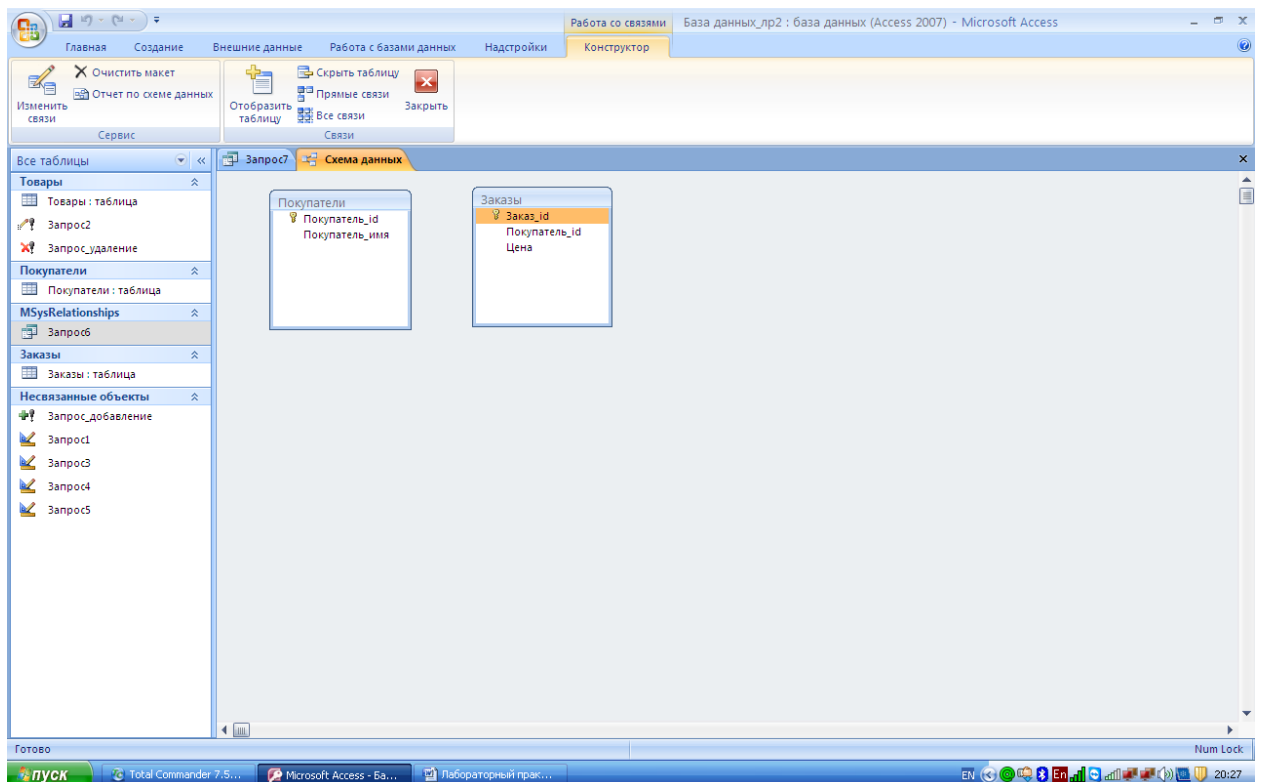 Работа со связями
База данных_лр2 : база данных (Access 2007) - Microsoft Access
Главная
Создание
Внешние данные
Работа с базами данных
Надстройки
Конструктор
Изменить связи
Очистить макет
Отчет по схеме данных
Сервис
Отобразить таблицу
Скрыть таблицу
Прямые связи
Все связи
Закрыть
Связи
Все таблицы
Товары
Товары : таблица
Запрос2
Запрос_удаление
Покупатели
Покупатели : таблица
MSysRelationships
Запрос6
Заказы
Заказы : таблица
Несвязанные объекты
Запрос_добавление
Запрос1
Запрос3
Запрос4
Запрос5
Запрос7
Схема данных
Покупатели
Покупатель_id
Покупатель_имя
Заказы
Заказ_id
Покупатель_id
Цена
Готово
Num Lock
пуск
Total Commander 7.5...
Microsoft Access - Ба...
Лабораторный прак...
EN
En
20:27